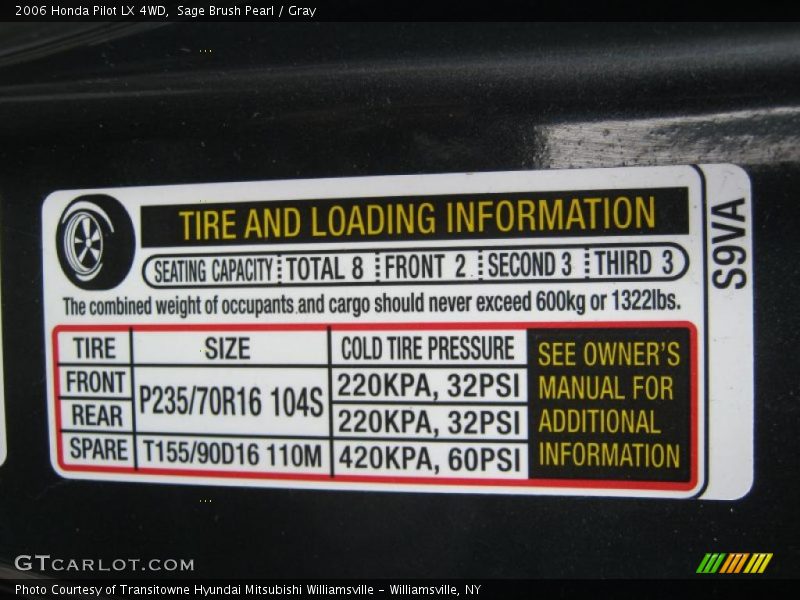 2006 Honda Pilot LX 4WD, Sage Brush Pearl / Gray
TIRE AND LOADING INFORMATION
SEATING CAPACITY TOTAL 8 FRONT 2 SECOND 3 THIRD 3
The combined weight of occupants and cargo should never exceed 600kg or 1322lbs.
TIRE SIZE COLD TIRE PRESSURE
FRONT P235/70R16 104S 220KPA, 32PSI
REAR 220KPA, 32PSI
SPARE T155/90D16 110M 420KPA, 60PSI
SEE OWNER'S
MANUAL FOR
ADDITIONAL
INFORMATION
S9VA
GTCARLOT.COM
Photo Courtesy of Transitowne Hyundai Mitsubishi Williamsville - Williamsville, NY